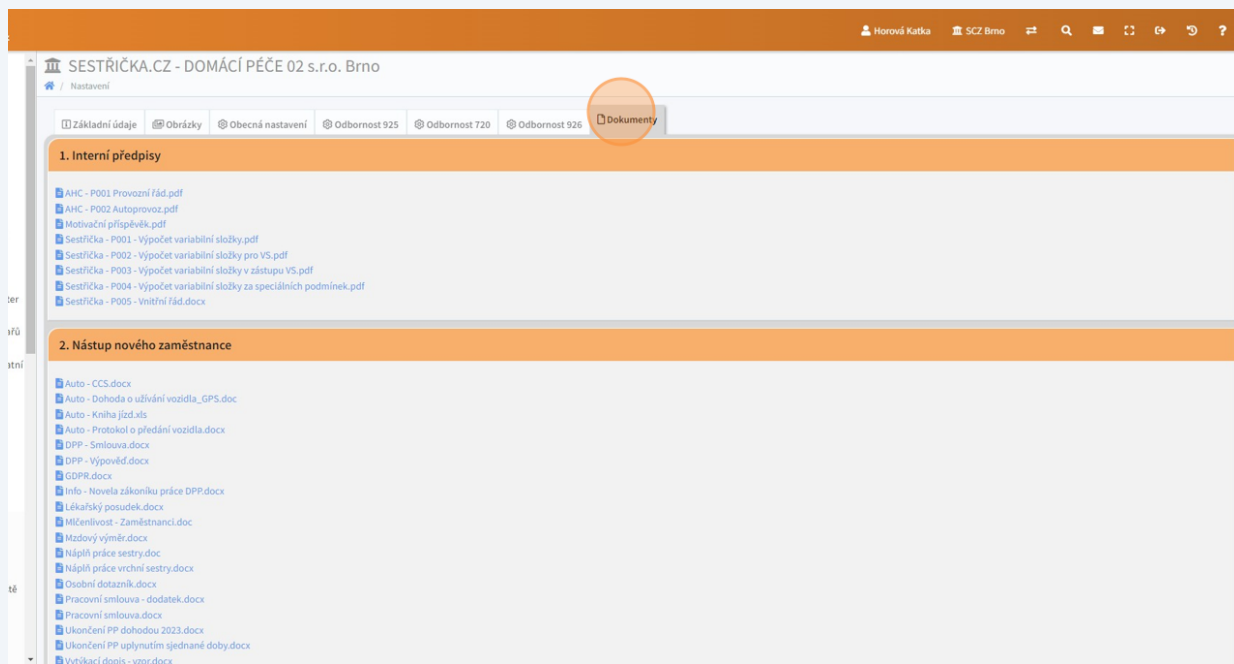 Horová Katka SCZ Brno ?
SESTŘIČKA.CZ - DOMÁCÍ PÉČE 02 s.r.o. Brno
/ Nastavení
Základní údaje Obrázky Obecná nastavení Odbornost 925 Odbornost 720 Odbornost 926 Dokumenty
1. Interní předpisy
AHC - P001 Provozní řád.pdf
AHC - P002 Autoprovoz.pdf
Motivační příspěvěk.pdf
Sestřička - P001 - Výpočet variabilní složky.pdf
Sestřička - P002 - Výpočet variabilní složky pro VS.pdf
Sestřička - P003 - Výpočet variabilní složky v zástupu VS.pdf
Sestřička - P004 - Výpočet variabilní složky za speciálních podmínek.pdf
Sestřička - P005 - Vnitřní řád.docx
2. Nástup nového zaměstnance
Auto - CCS.docx
Auto - Dohoda o užívání vozidla_GPS.doc
Auto - Kniha jízd.xls
Auto - Protokol o předání vozidla.docx
DPP - Smlouva.docx
DPP - Výpověď.docx
GDPR.docx
Info - Novela zákoníku práce DPP.docx
Lékařský posudek.docx
Mlčenlivost - Zaměstnanci.doc
Mzdový výměr.docx
Náplň práce sestry.doc
Náplň práce vrchní sestry.docx
Osobní dotazník.docx
Pracovní smlouva - dodatek.docx
Pracovní smlouva.docx
Ukončení PP dohodou 2023.docx
Ukončení PP uplynutím sjednané doby.docx
Vytýkací dopis - vzor.docx